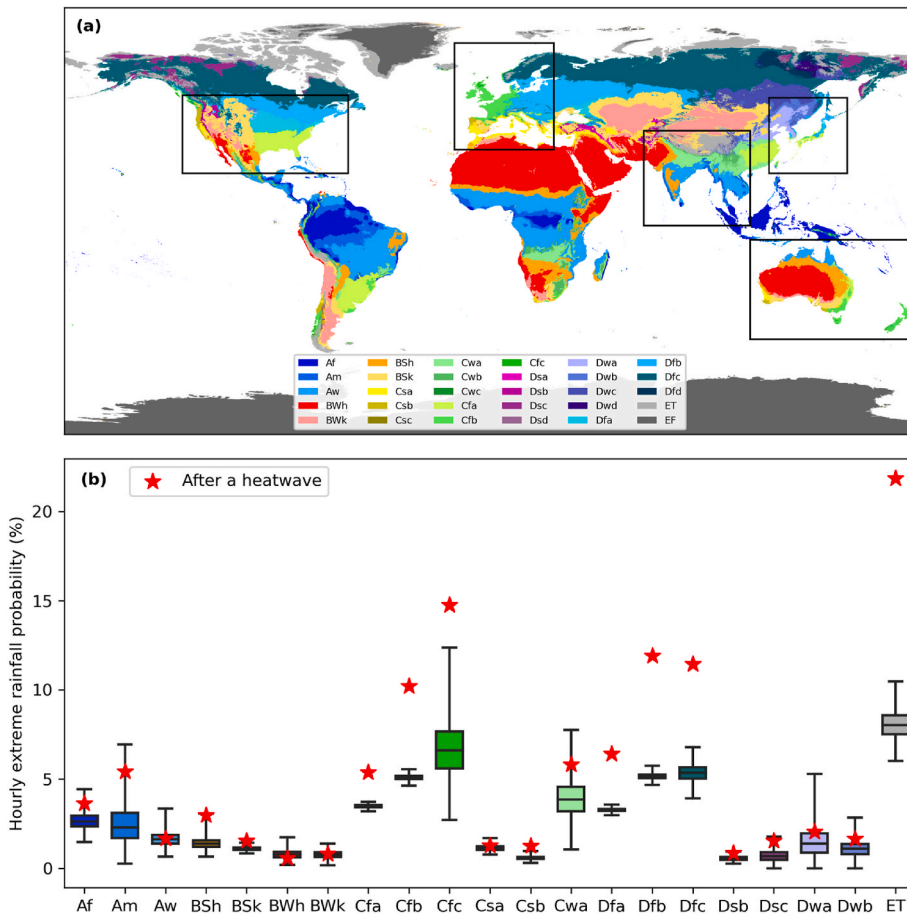 (a)
Af BSh Cwa Cfc Dwa Dfb
Am BSk Cwb Dsa Dwb Dfc
Aw Csa Cwc Dsb Dwc Dfd
BWh Csb Cfa Dsc Dwd ET
BWk Csc Cfb Dsd Dfa EF
(b) After a heatwave
Hourly extreme rainfall probability (%)
20
15
10
5
0
Af Am Aw BSh BSk BWh BWk Cfa Cfb Cfc Csa Csb Cwa Dfa Dfb Dfc Dsb Dsc Dwa Dwb ET